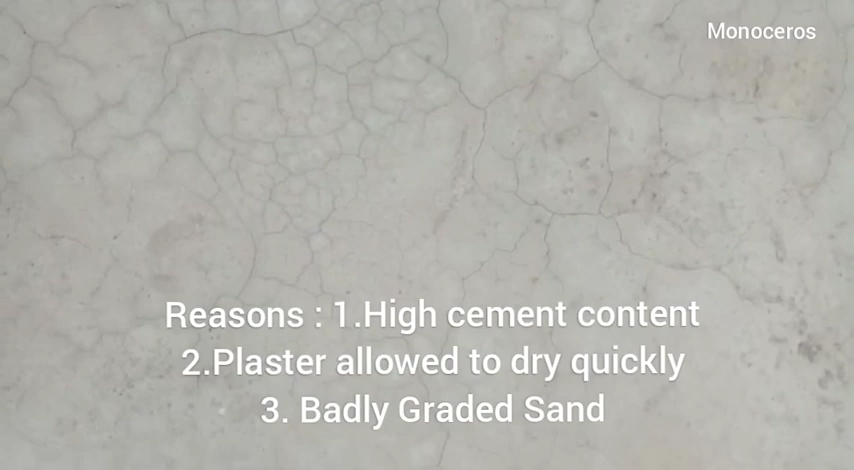 Monoceros
Reasons : 1.High cement content
2.Plaster allowed to dry quickly
3. Badly Graded Sand